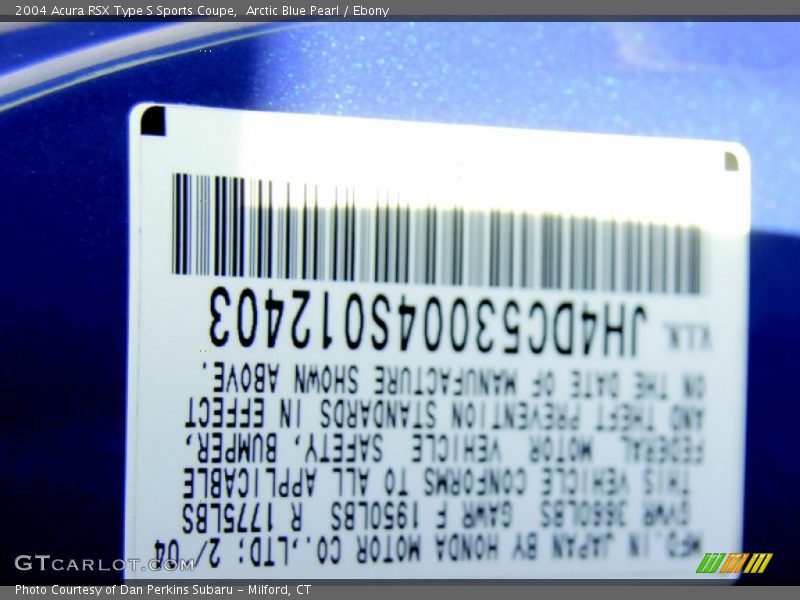 2004 Acura RSX Type S Sports Coupe,  Arctic Blue Pearl / Ebony
MFD. IN JAPAN BY HONDA MOTOR CO.,LTD; 2/04
GVWR 3660LBS GAWR F 1950LBS R 1775LBS
THIS VEHICLE CONFORMS TO ALL APPLICABLE
FEDERAL MOTOR VEHICLE SAFETY, BUMPER,
AND THEFT PREVENTION STANDARDS IN EFFECT
ON THE DATE OF MANUFACTURE SHOWN ABOVE.
V.I.N. JH4DC53004S012403
GTcarlot.com
Photo Courtesy of Dan Perkins Subaru - Milford, CT